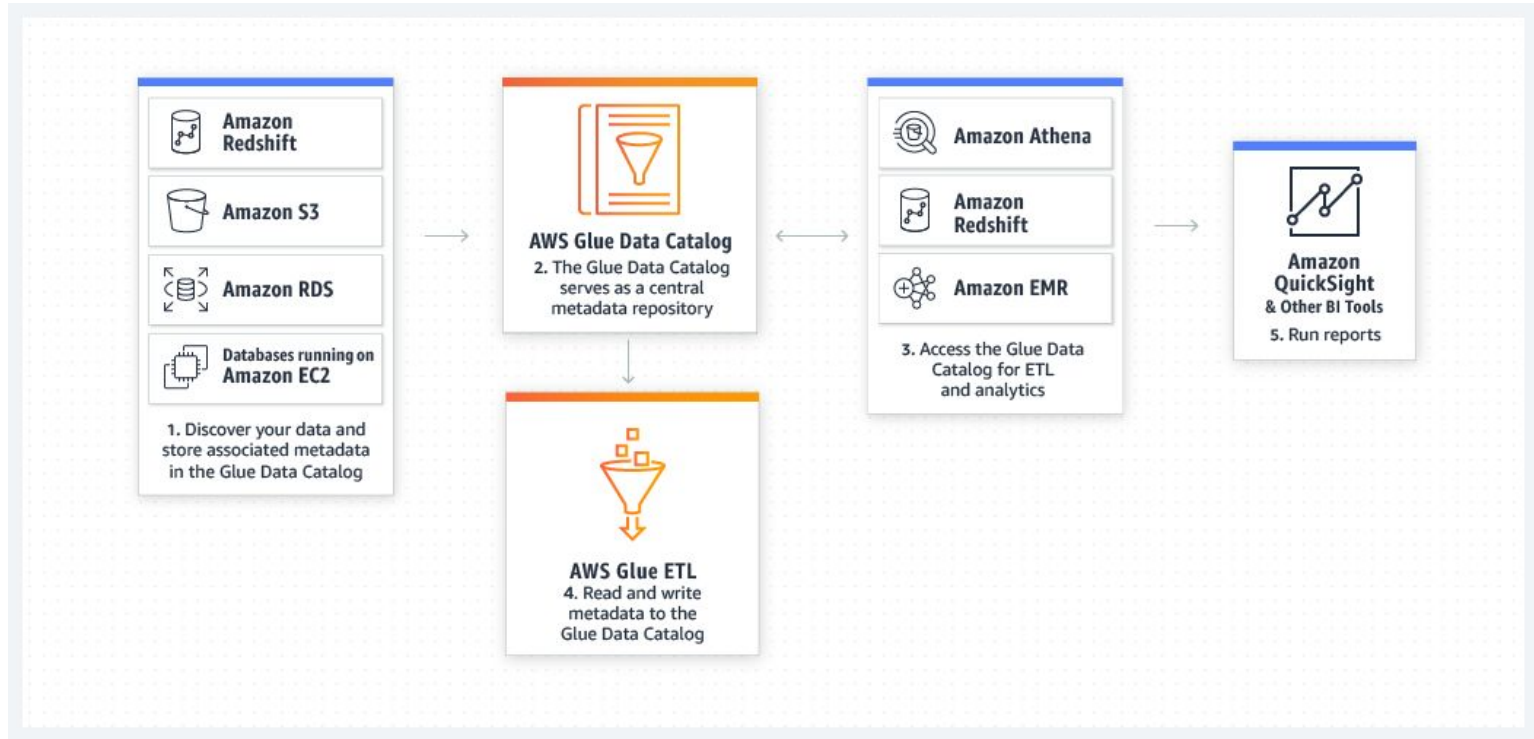 Amazon
Redshift
Amazon S3
Amazon RDS
Databases running on
Amazon EC2
1. Discover your data and
store associated metadata
in the Glue Data Catalog
AWS Glue Data Catalog
2. The Glue Data Catalog
serves as a central
metadata repository
AWS Glue ETL
4. Read and write
metadata to the
Glue Data Catalog
Amazon Athena
Amazon
Redshift
Amazon EMR
3. Access the Glue Data
Catalog for ETL
and analytics
Amazon
QuickSight
& Other BI Tools
5. Run reports